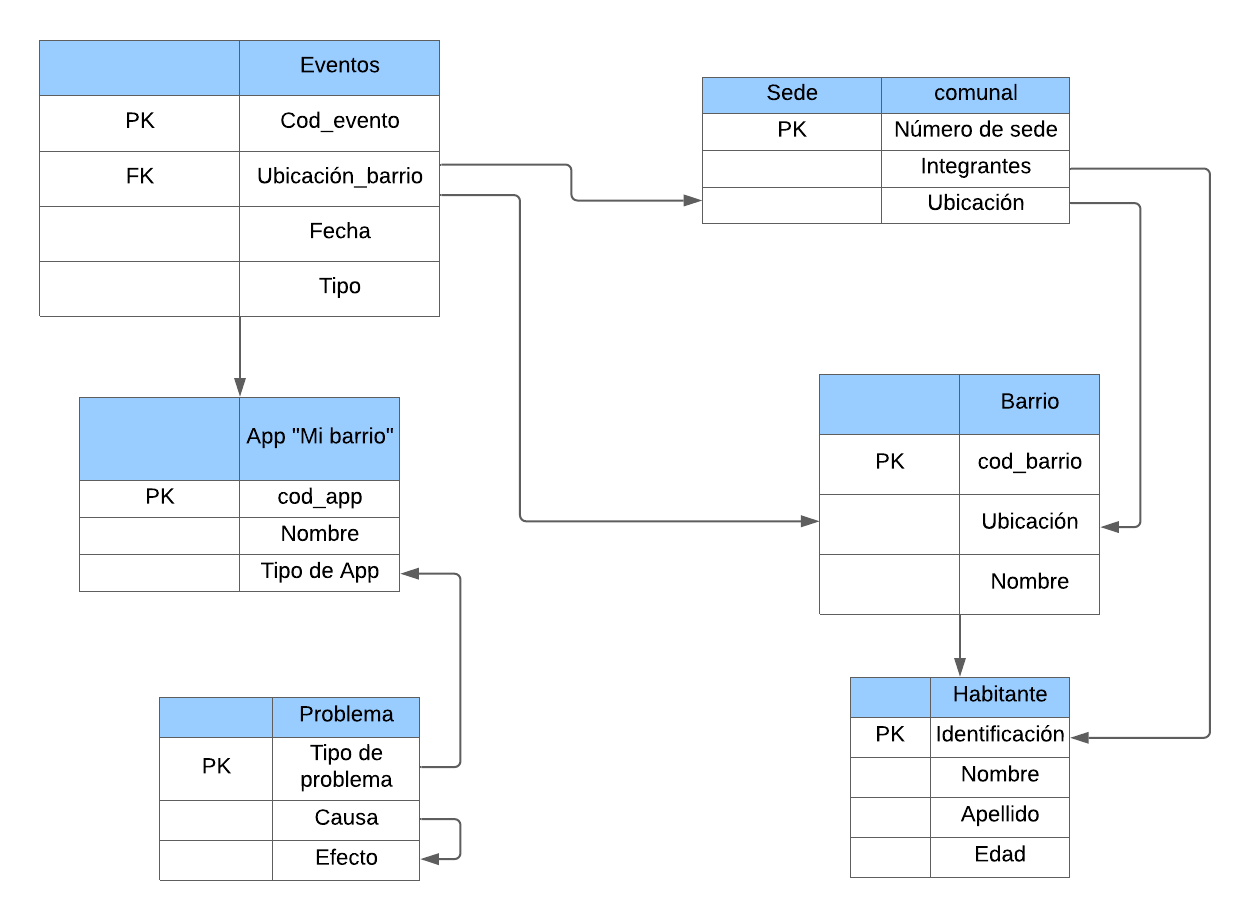 Eventos
PK Cod_evento
FK Ubicación_barrio
Fecha
Tipo
Sede comunal
PK Número de sede
Integrantes
Ubicación
App "Mi barrio"
PK cod_app
Nombre
Tipo de App
Barrio
PK cod_barrio
Ubicación
Nombre
Problema
PK Tipo de
problema
Causa
Efecto
Habitante
PK Identificación
Nombre
Apellido
Edad